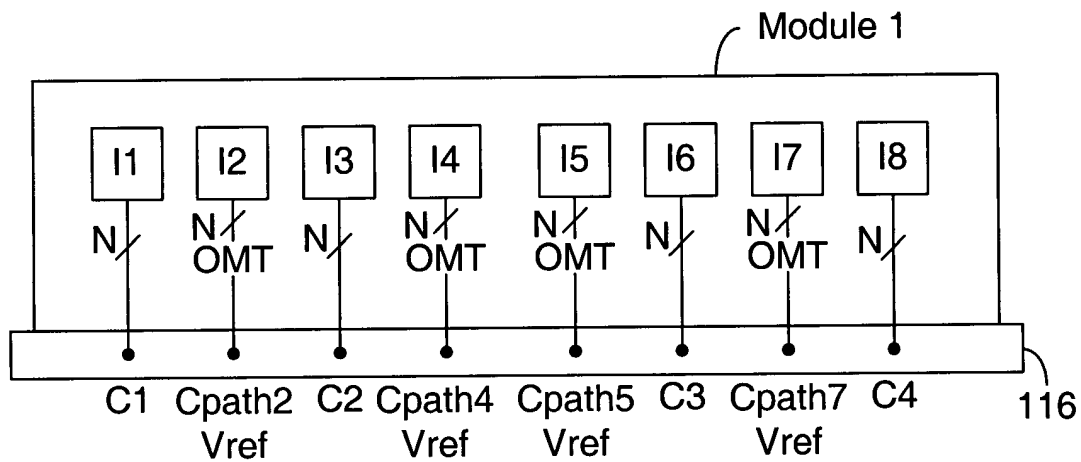 Module 1
I1 I2 I3 I4 I5 I6 I7 I8
N N N N N N N N
OMT OMT OMT OMT
C1 Cpath2 C2 Cpath4 Cpath5 C3 Cpath7 C4 116
Vref Vref Vref Vref